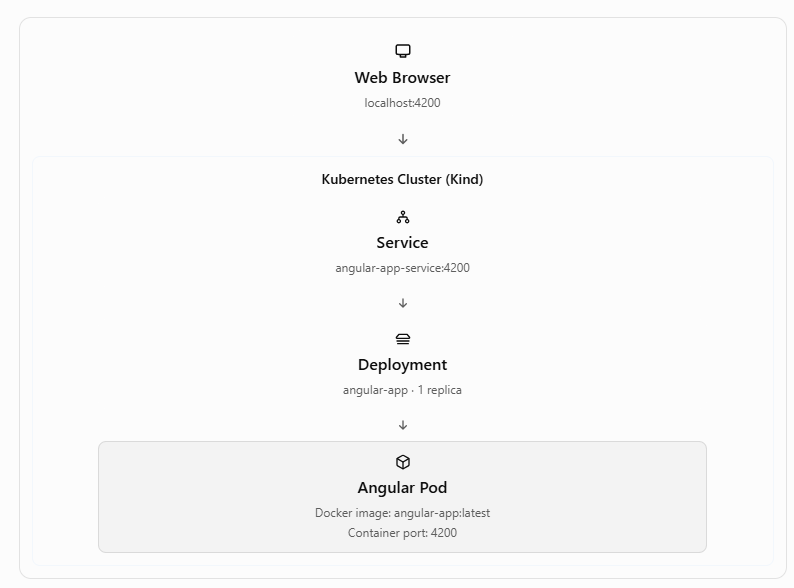 Web Browser
localhost:4200
Kubernetes Cluster (Kind)
Service
angular-app-service:4200
Deployment
angular-app · 1 replica
Angular Pod
Docker image: angular-app:latest
Container port: 4200